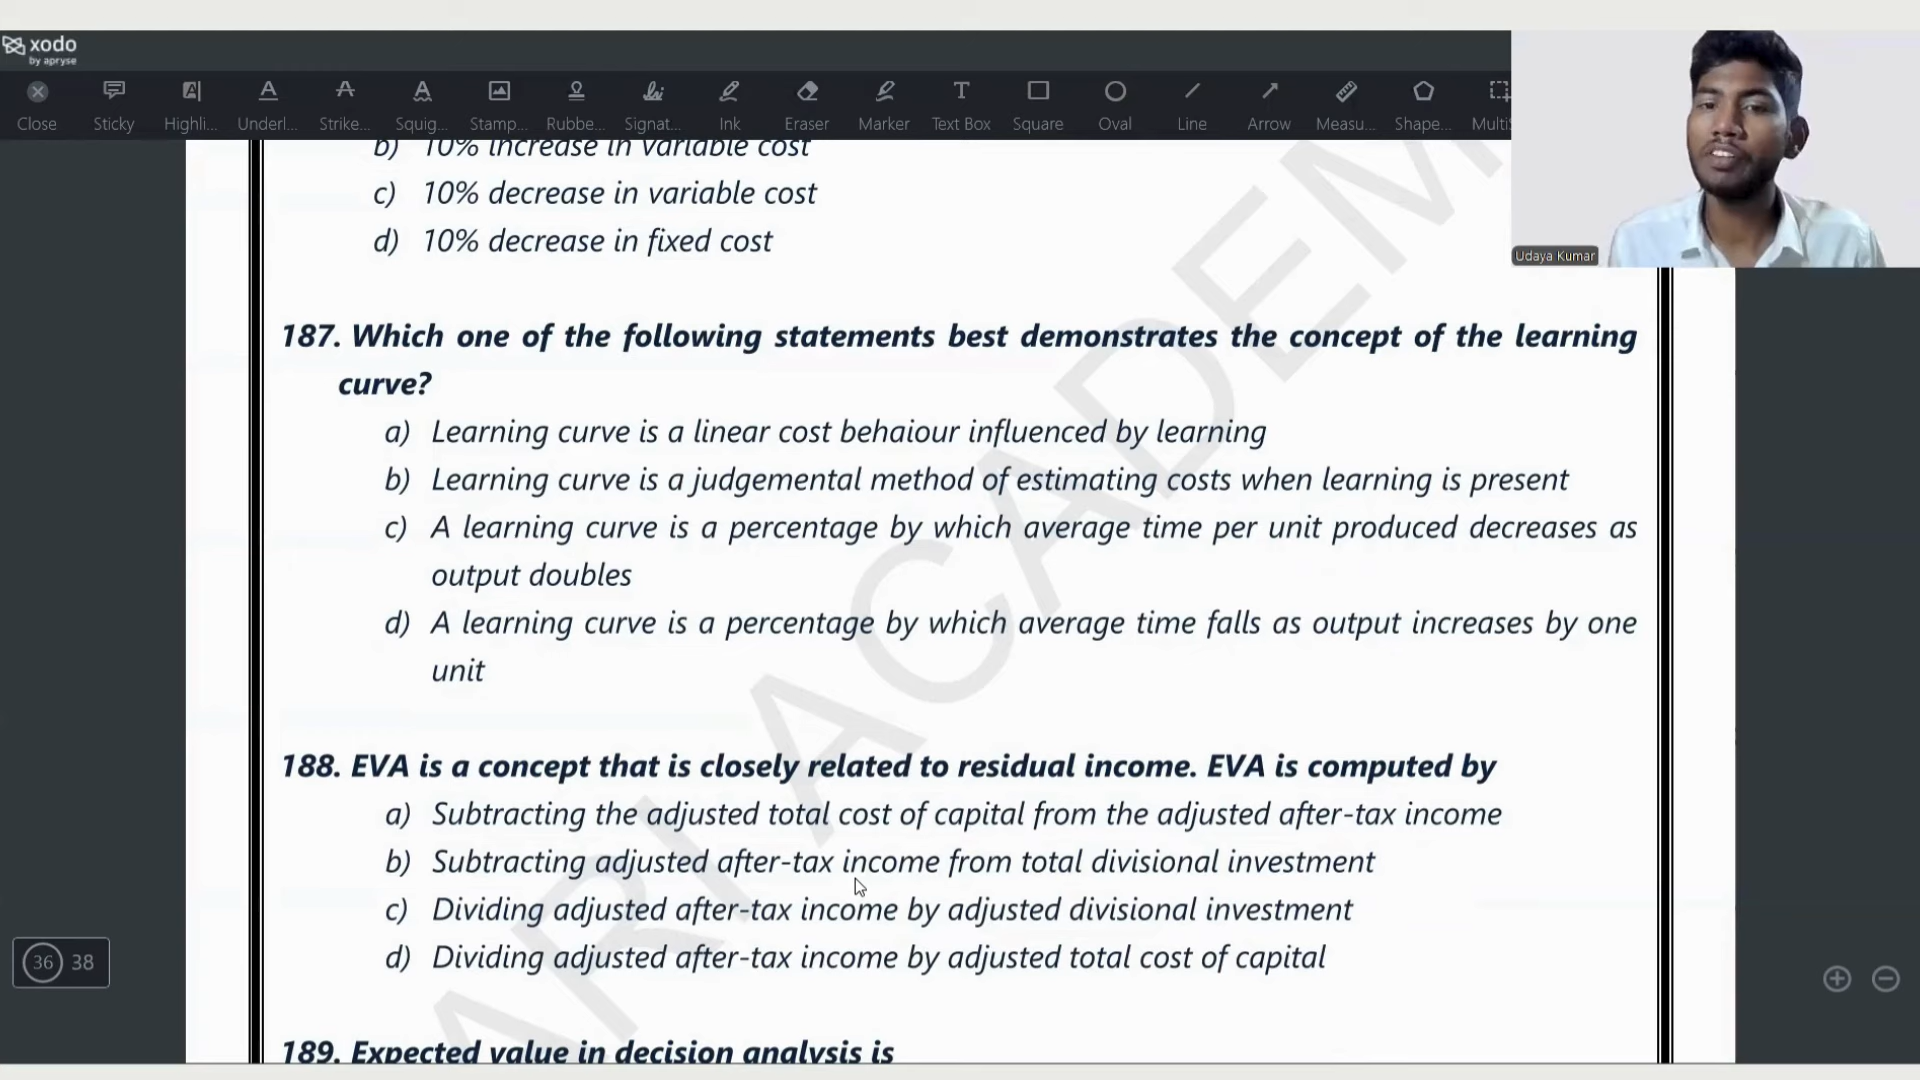 xodo
by apryse
Close Sticky Highli... Underl... Strike... Squig... Stamp... Rubbe... Signat... Ink Eraser Marker Text Box Square Oval Line Arrow Measu... Shape... Multi
b) 10% increase in variable cost
c) 10% decrease in variable cost
d) 10% decrease in fixed cost
Udaya Kumar
187. Which one of the following statements best demonstrates the concept of the learning
curve?
a) Learning curve is a linear cost behaiour influenced by learning
b) Learning curve is a judgemental method of estimating costs when learning is present
c) A learning curve is a percentage by which average time per unit produced decreases as
output doubles
d) A learning curve is a percentage by which average time falls as output increases by one
unit
188. EVA is a concept that is closely related to residual income. EVA is computed by
a) Subtracting the adjusted total cost of capital from the adjusted after-tax income
b) Subtracting adjusted after-tax income from total divisional investment
c) Dividing adjusted after-tax income by adjusted divisional investment
d) Dividing adjusted after-tax income by adjusted total cost of capital
36 38
189. Expected value in decision analysis is
ARI ACADEM